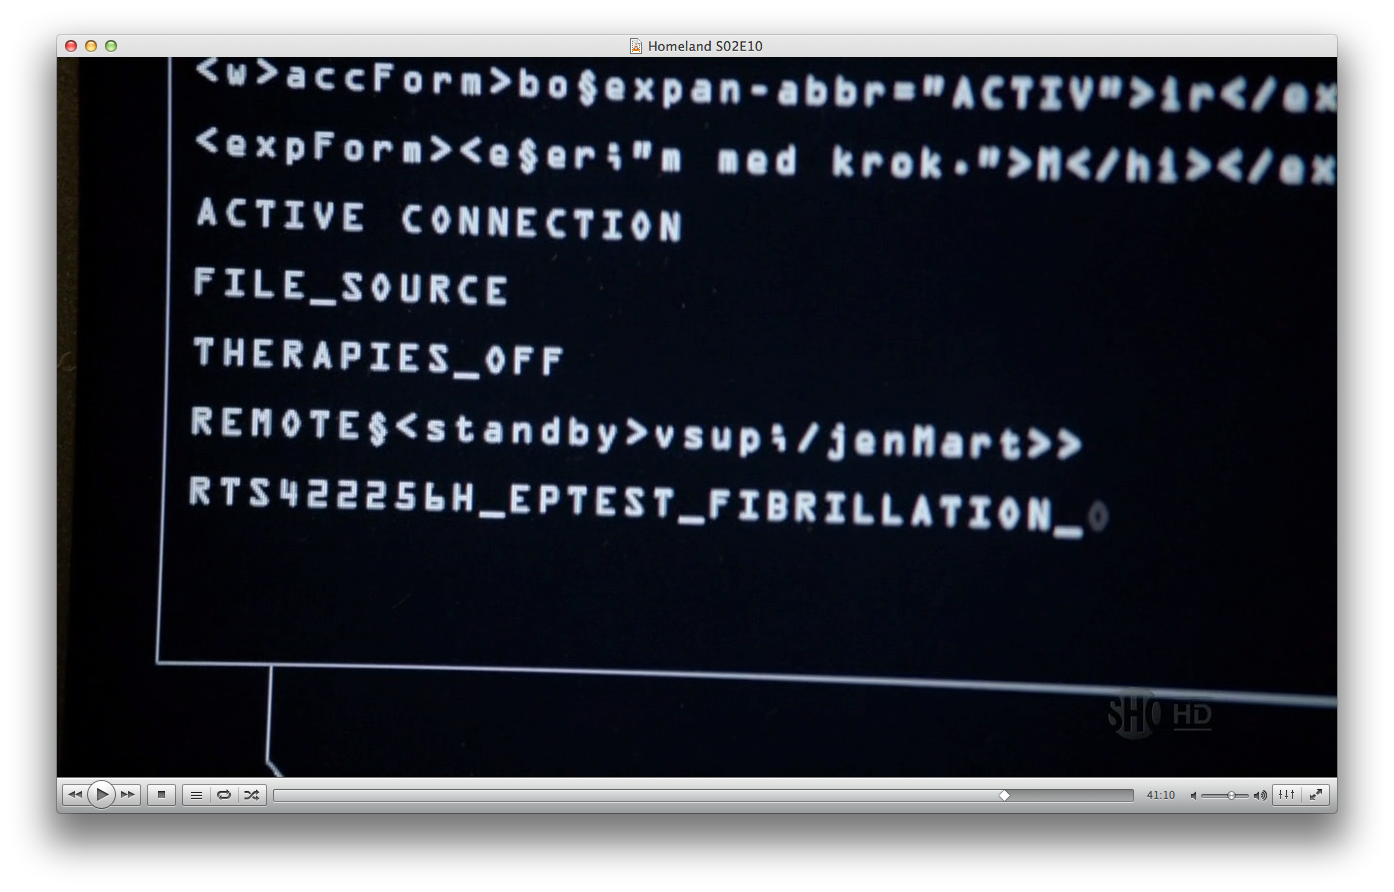 Homeland S02E10
<w>accForm>bo§expan-abbr="ACTIV">ir</ex
<expForm><e§er;"m med krok.">M</hi></ex
ACTIVE CONNECTION
FILE_SOURCE
THERAPIES_OFF
REMOTE§<standby>vsup;/jenMart>>
RTS422256H_EPTEST_FIBRILLATION_0
SHO HD
41:10